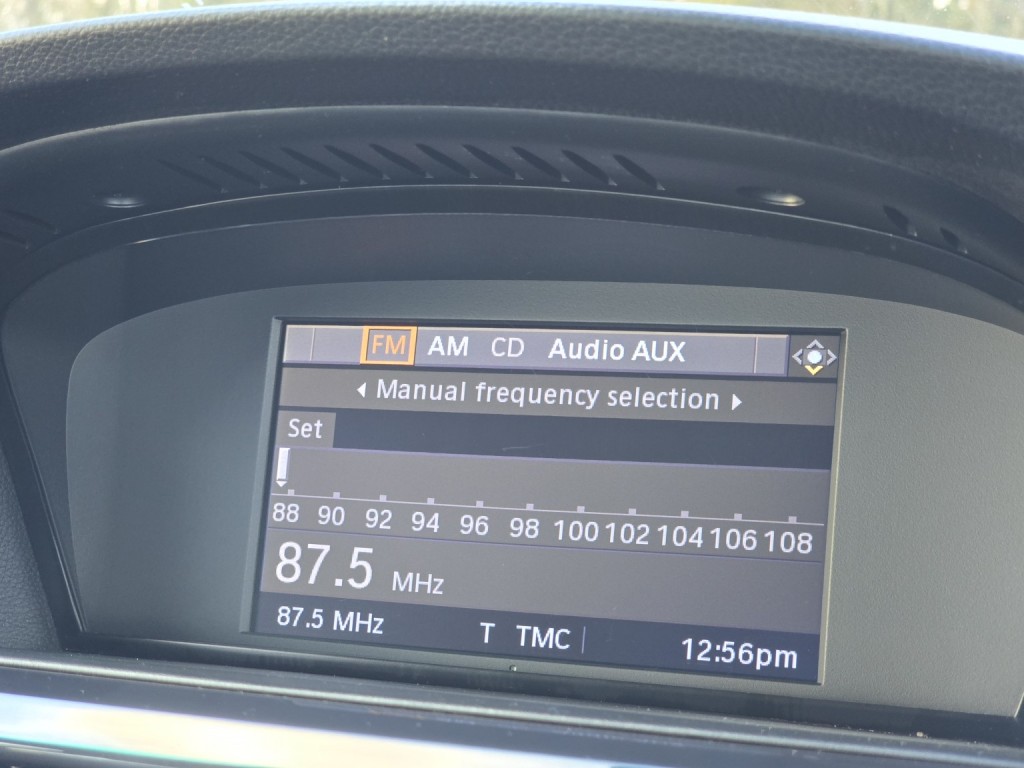 FM AM CD Audio AUX
Manual frequency selection
Set
88 90 92 94 96 98 100 102 104 106 108
87.5 MHz
87.5 MHz T TMC 12:56pm